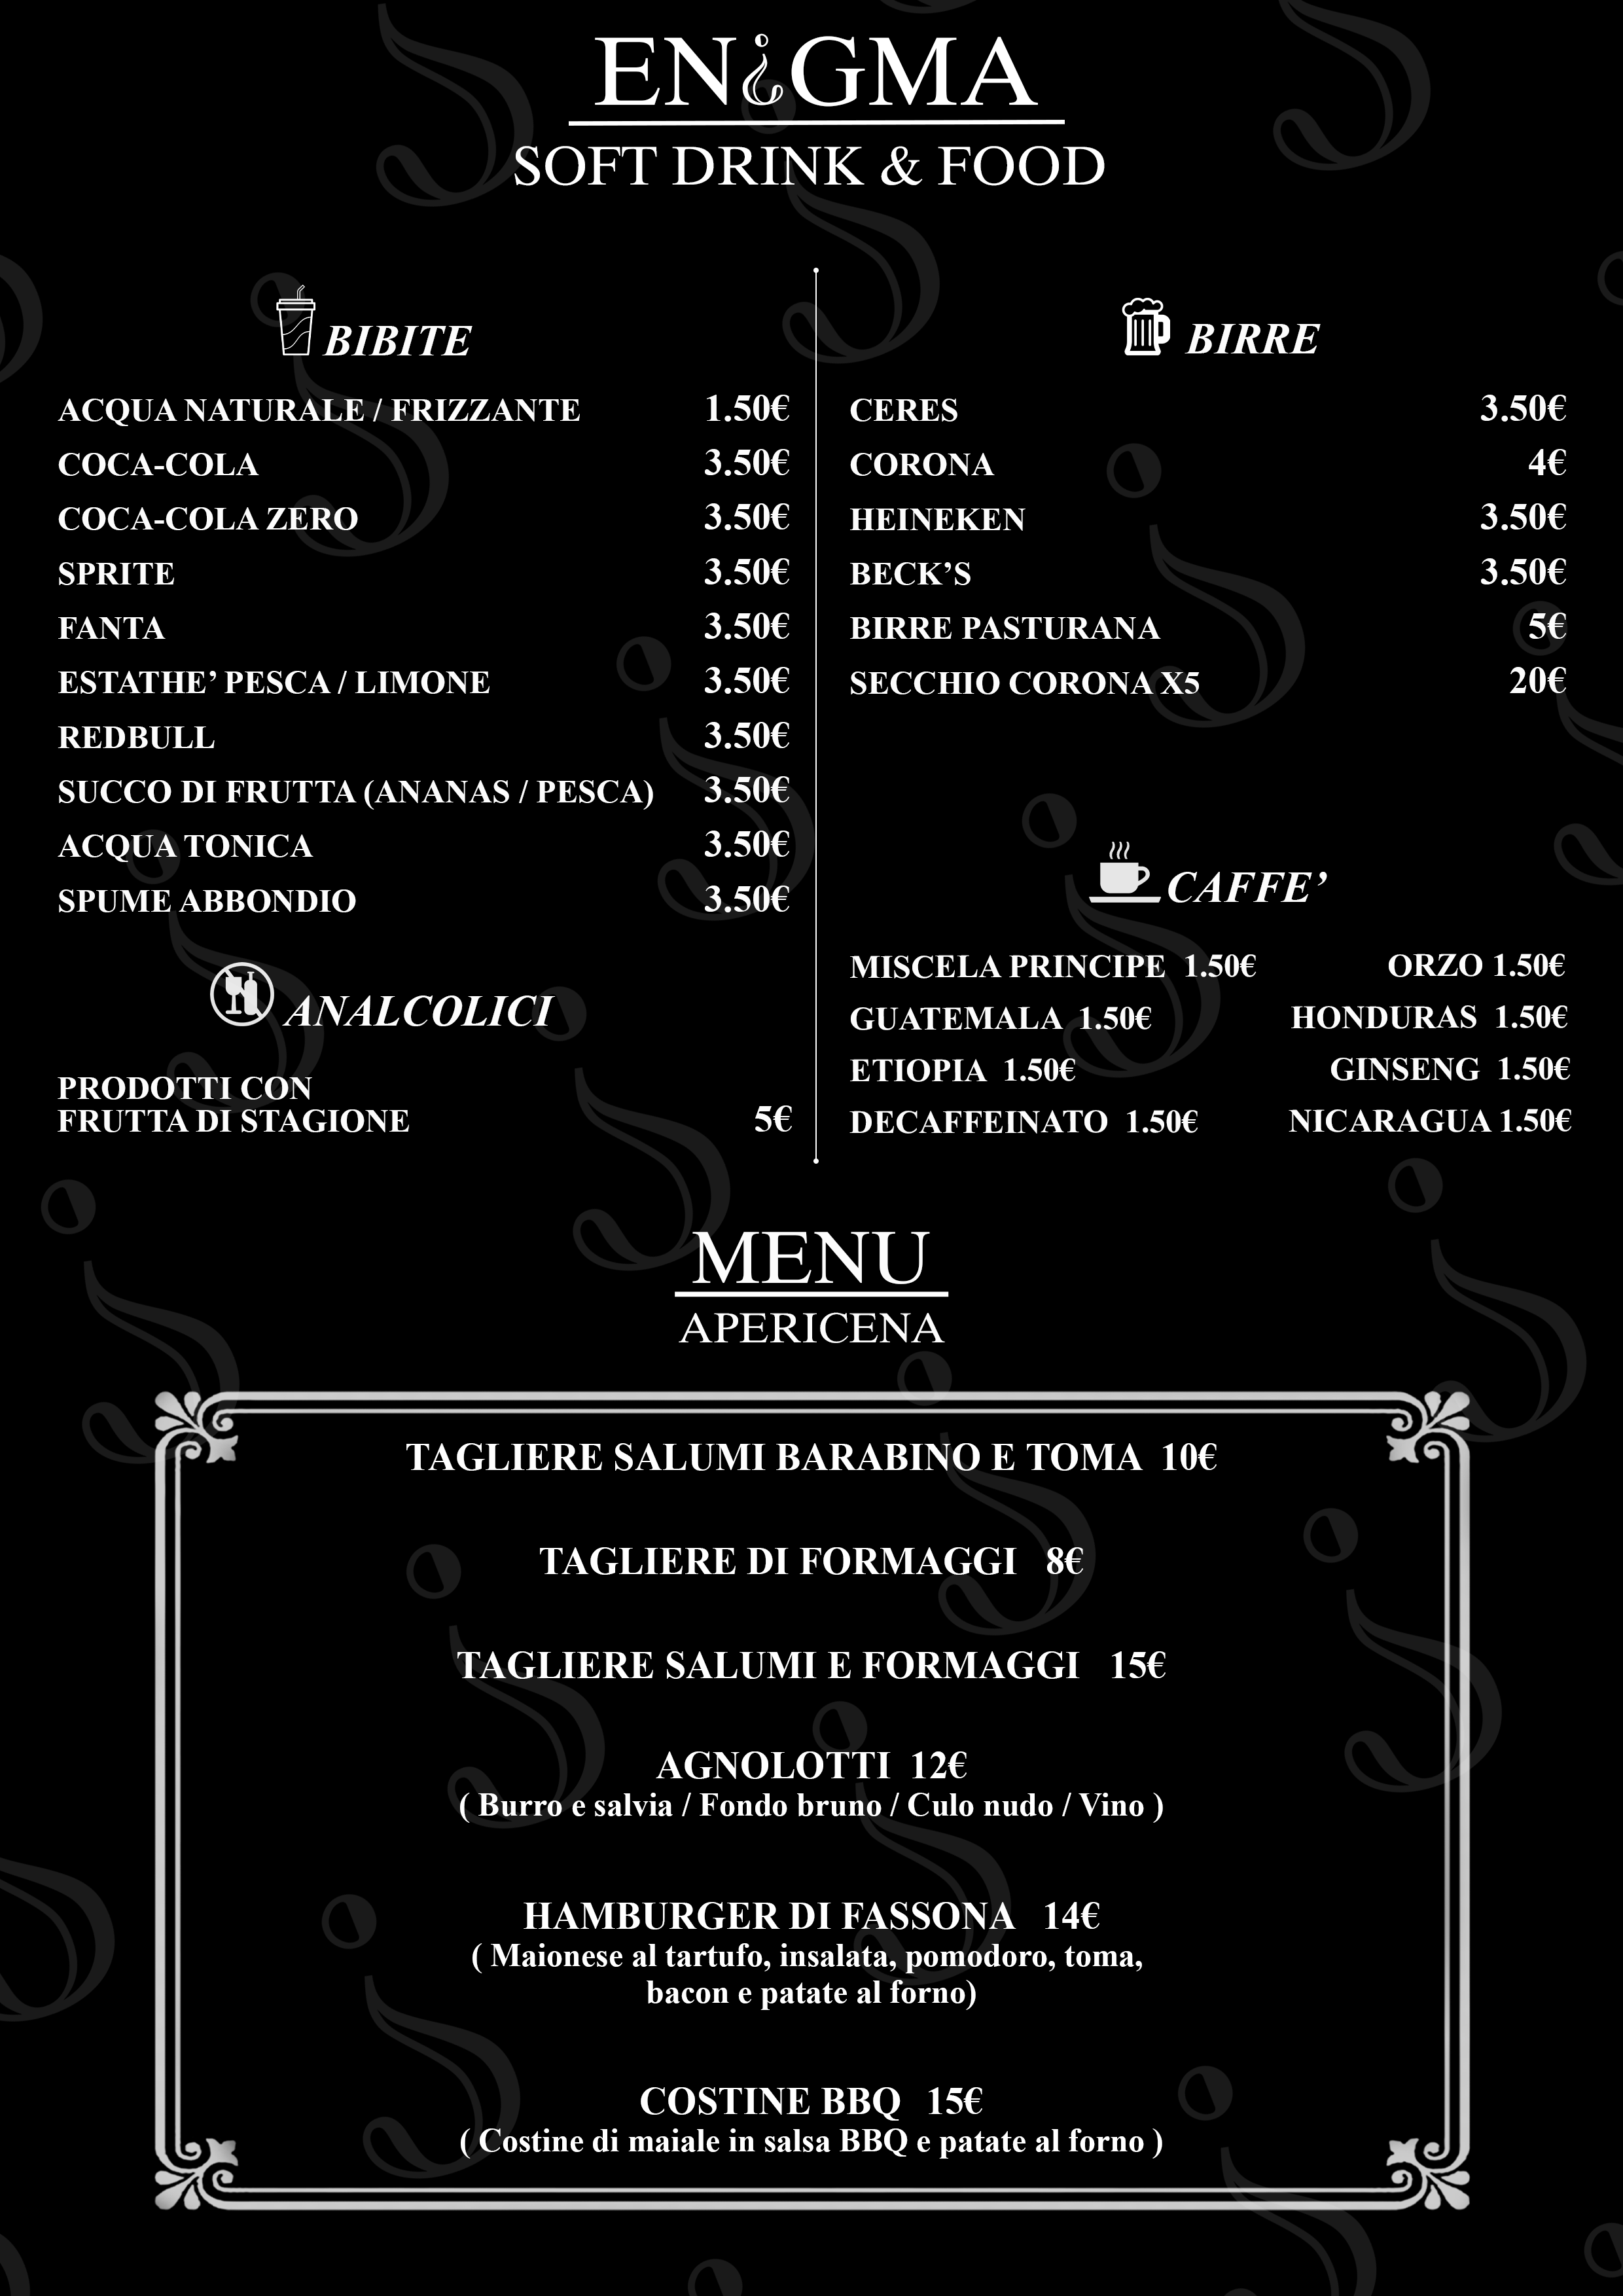 ENiGMA
SOFT DRINK & FOOD
BIBITE
ACQUA NATURALE / FRIZZANTE 1.50€
COCA-COLA 3.50€
COCA-COLA ZERO 3.50€
SPRITE 3.50€
FANTA 3.50€
ESTATHE’ PESCA / LIMONE 3.50€
REDBULL 3.50€
SUCCO DI FRUTTA (ANANAS / PESCA) 3.50€
ACQUA TONICA 3.50€
SPUME ABBONDIO 3.50€
ANALCOLICI
PRODOTTI CON
FRUTTA DI STAGIONE 5€
BIRRE
CERES 3.50€
CORONA 4€
HEINEKEN 3.50€
BECK’S 3.50€
BIRRE PASTURANA 5€
SECCHIO CORONA X5 20€
CAFFE’
MISCELA PRINCIPE 1.50€ ORZO 1.50€
GUATEMALA 1.50€ HONDURAS 1.50€
ETIOPIA 1.50€ GINSENG 1.50€
DECAFFEINATO 1.50€ NICARAGUA 1.50€
MENU
APERICENA
TAGLIERE SALUMI BARABINO E TOMA 10€
TAGLIERE DI FORMAGGI 8€
TAGLIERE SALUMI E FORMAGGI 15€
AGNOLOTTI 12€
( Burro e salvia / Fondo bruno / Culo nudo / Vino )
HAMBURGER DI FASSONA 14€
( Maionese al tartufo, insalata, pomodoro, toma,
bacon e patate al forno)
COSTINE BBQ 15€
( Costine di maiale in salsa BBQ e patate al forno )